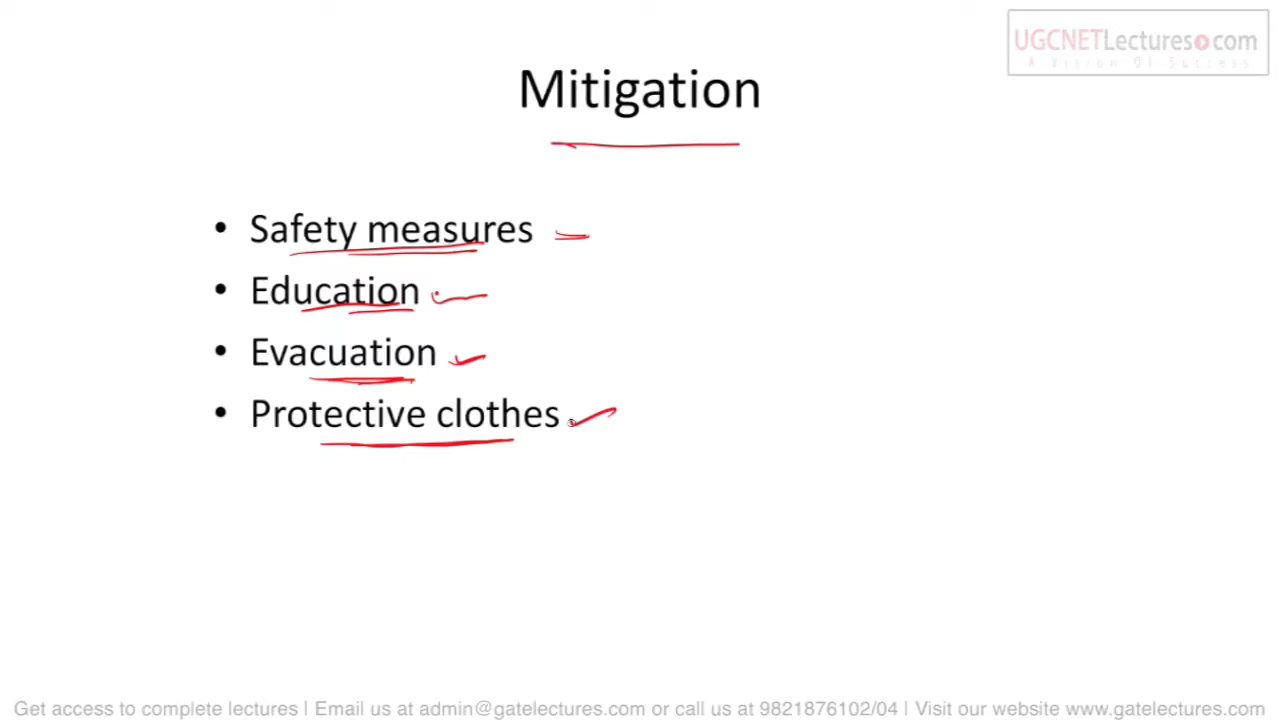 UGCNETLectures.com
A Vision Of Success
Mitigation
• Safety measures
• Education
• Evacuation
• Protective clothes
Get access to complete lectures | Email us at admin@gatelectures.com or call us at 9821876102/04 | Visit our website www.gatelectures.com